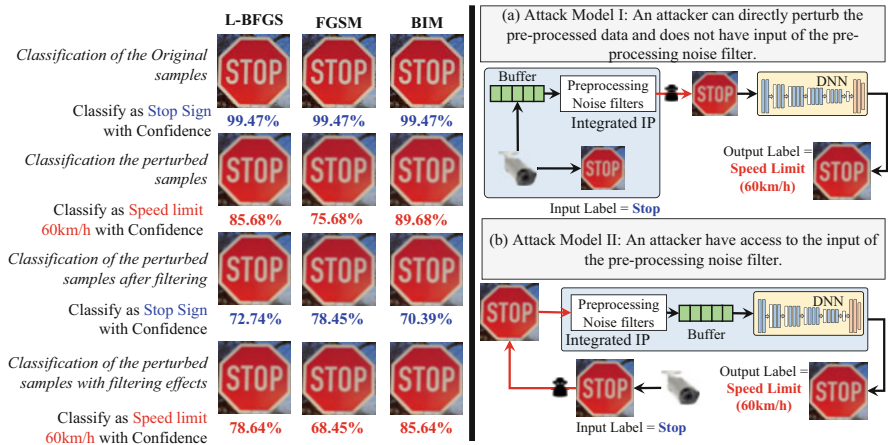 L-BFGS FGSM BIM
Classification of the Original
samples
STOP STOP STOP
Classify as Stop Sign
with Confidence
99.47% 99.47% 99.47%
Classification the perturbed
samples
STOP STOP STOP
Classify as Speed limit
60km/h with Confidence
85.68% 75.68% 89.68%
Classification of the perturbed
samples after filtering
STOP STOP STOP
Classify as Stop Sign
with Confidence
72.74% 78.45% 70.39%
Classification of the perturbed
samples with filtering effects
STOP STOP STOP
Classify as Speed limit
60km/h with Confidence
78.64% 68.45% 85.64%
(a) Attack Model I: An attacker can directly perturb the
pre-processed data and does not have input of the pre-
processing noise filter.
Buffer
Preprocessing
Noise filters
Integrated IP
STOP
DNN
STOP
Input Label = Stop
Output Label =
Speed Limit
(60km/h)
STOP
(b) Attack Model II: An attacker have access to the input of
the pre-processing noise filter.
STOP
Preprocessing
Noise filters
Integrated IP
Buffer
DNN
STOP
Input Label = Stop
Output Label =
Speed Limit
(60km/h)
STOP